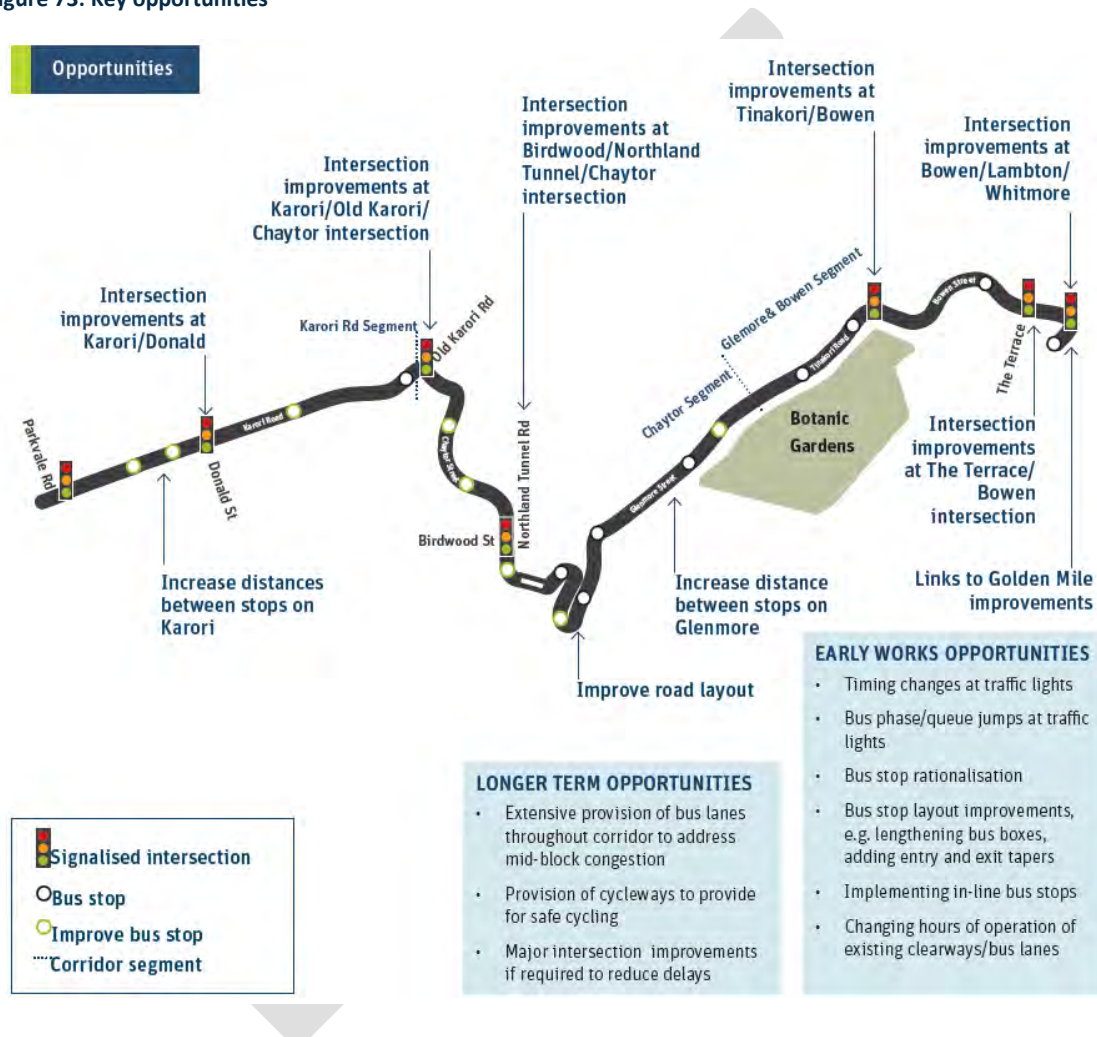 Figure 73: Key opportunities
Opportunities
Intersection
improvements at
Tinakori/Bowen
Intersection
improvements at
Birdwood/Northland
Tunnel/Chaytor
intersection
Intersection
improvements at
Bowen/Lambton/
Whitmore
Intersection
improvements at
Karori/Old Karori/
Chaytor intersection
Intersection
improvements at
Karori/Donald
Karori Rd Segment
Old Karori Rd
Glemore& Bowen Segment
Chaytor Segment
Bowen Street
Tinakori Road
The Terrace
Parkvale Rd
Karori Road
Donald St
Chaytor Street
Northland Tunnel Rd
Birdwood St
Glenmore Street
Botanic
Gardens
Intersection
improvements
at The Terrace/
Bowen
intersection
Increase distances
between stops on
Karori
Increase distance
between stops on
Glenmore
Links to Golden Mile
improvements
Improve road layout
EARLY WORKS OPPORTUNITIES
• Timing changes at traffic lights
• Bus phase/queue jumps at traffic
lights
• Bus stop rationalisation
• Bus stop layout improvements,
e.g. lengthening bus boxes,
adding entry and exit tapers
• Implementing in-line bus stops
• Changing hours of operation of
existing clearways/bus lanes
LONGER TERM OPPORTUNITIES
• Extensive provision of bus lanes
throughout corridor to address
mid-block congestion
• Provision of cycleways to provide
for safe cycling
• Major intersection improvements
if required to reduce delays
Signalised intersection
Bus stop
Improve bus stop
Corridor segment